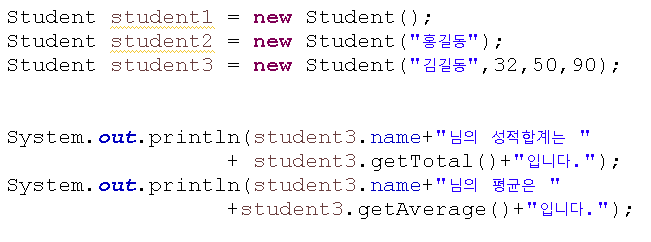 Student student1 = new Student();
Student student2 = new Student("홍길동");
Student student3 = new Student("김길동",32,50,90);
System.out.println(student3.name+"님의 성적합계는 "
+ student3.getTotal()+"입니다.");
System.out.println(student3.name+"님의 평균은 "
+student3.getAverage()+"입니다.");